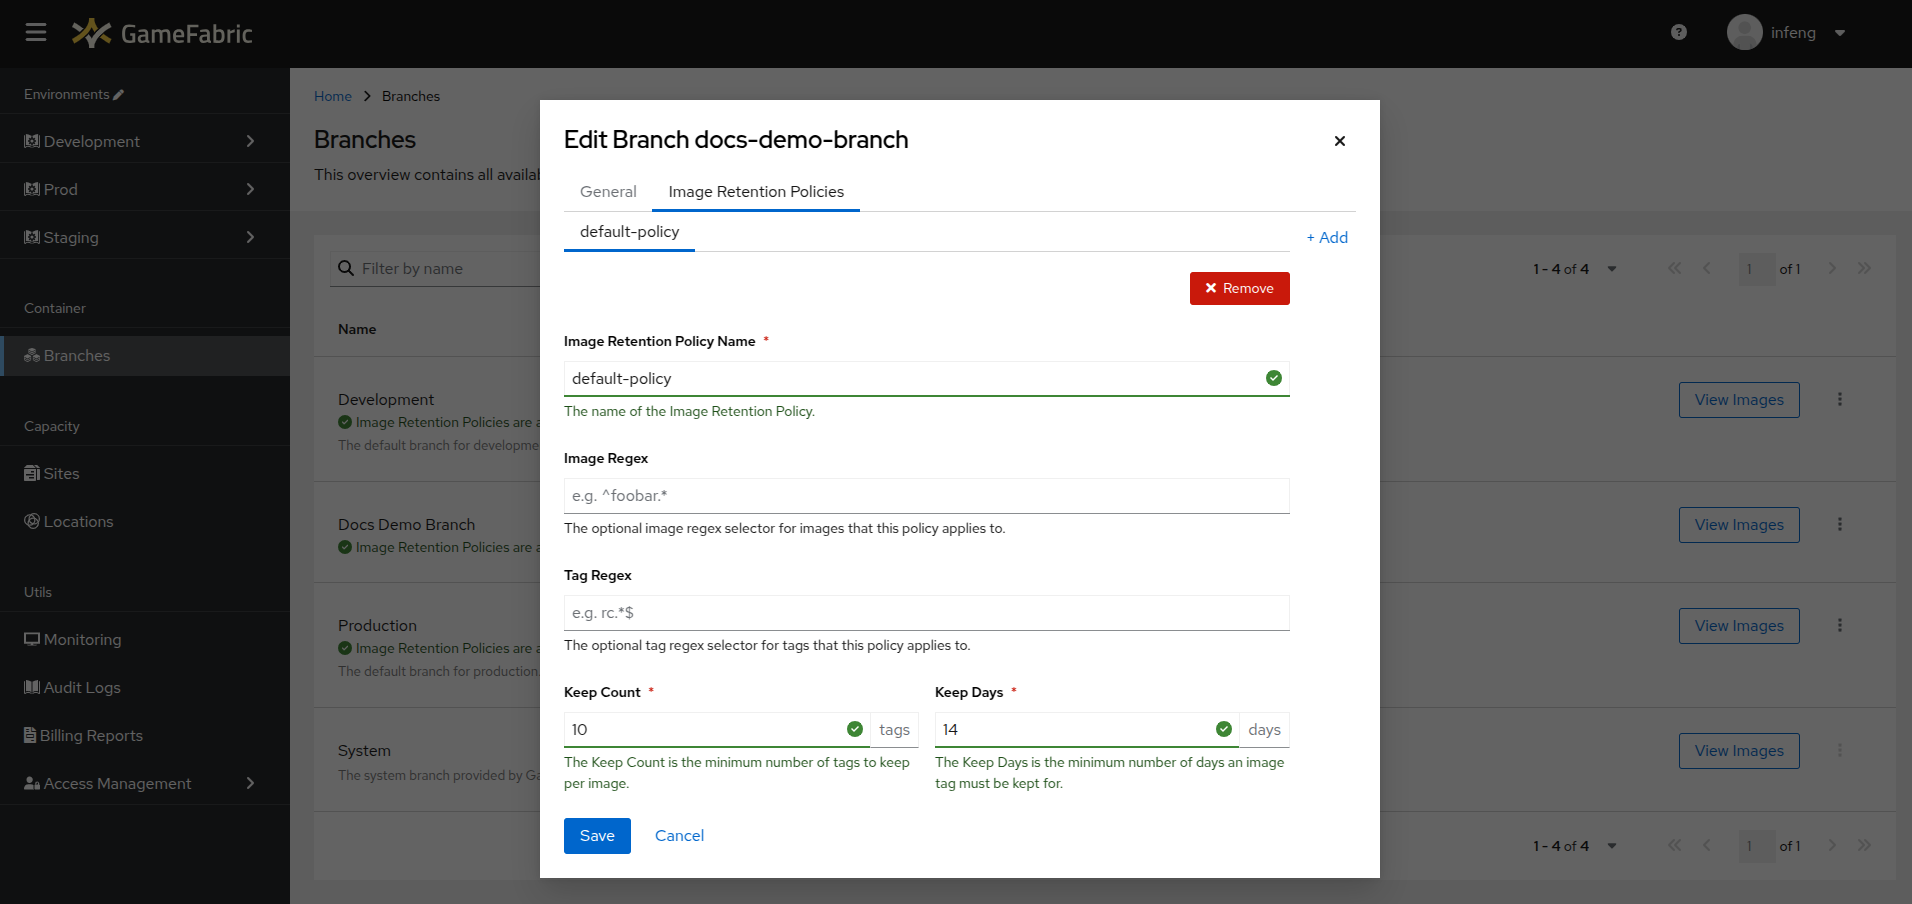 GameFabric
infeng
Environments
Development
Prod
Staging
Container
Branches
Capacity
Sites
Locations
Utils
Monitoring
Audit Logs
Billing Reports
Access Management
Home > Branches
Branches
This overview contains all
Filter by name
1 - 4 of 4
1 of 1
Name
Development
Image Retention Policies are
The default branch for
View Images
Docs Demo Branch
Image Retention Policies are
View Images
Production
Image Retention Policies are
The default branch for production.
View Images
System
The system branch provided by
View Images
1 - 4 of 4
1 of 1
Edit Branch docs-demo-branch
General
Image Retention Policies
default-policy
+ Add
Remove
Image Retention Policy Name *
default-policy
The name of the Image Retention Policy.
Image Regex
e.g. ^foobar.*
The optional image regex selector for images that this policy applies to.
Tag Regex
e.g. rc.*$
The optional tag regex selector for tags that this policy applies to.
Keep Count *
10 tags
The Keep Count is the minimum number of tags to keep
per image.
Keep Days *
14 days
The Keep Days is the minimum number of days an image
tag must be kept for.
Save
Cancel